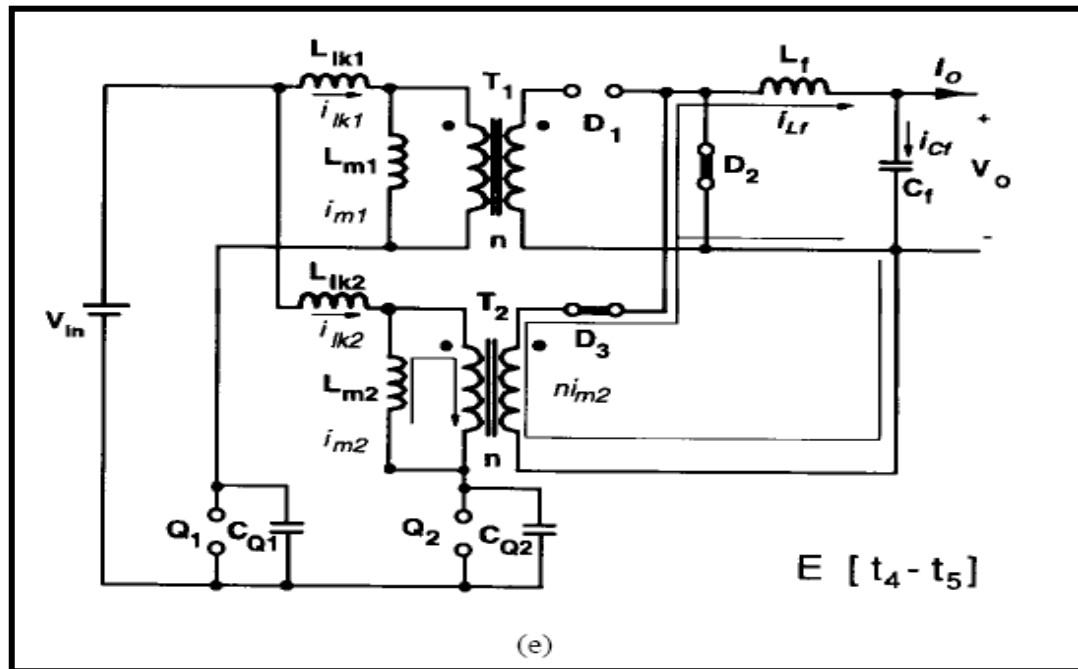 L_lk1
L_f
I_o
T_1
i_lk1
D_1
i_Lf
+
i_Cf
L_m1
D_2
C_f
V_o
i_m1
n
-
L_lk2
T_2
V_in
i_lk2
D_3
L_m2
ni_m2
i_m2
n
Q_1
C_Q1
Q_2
C_Q2
E [ t_4 - t_5]
(e)